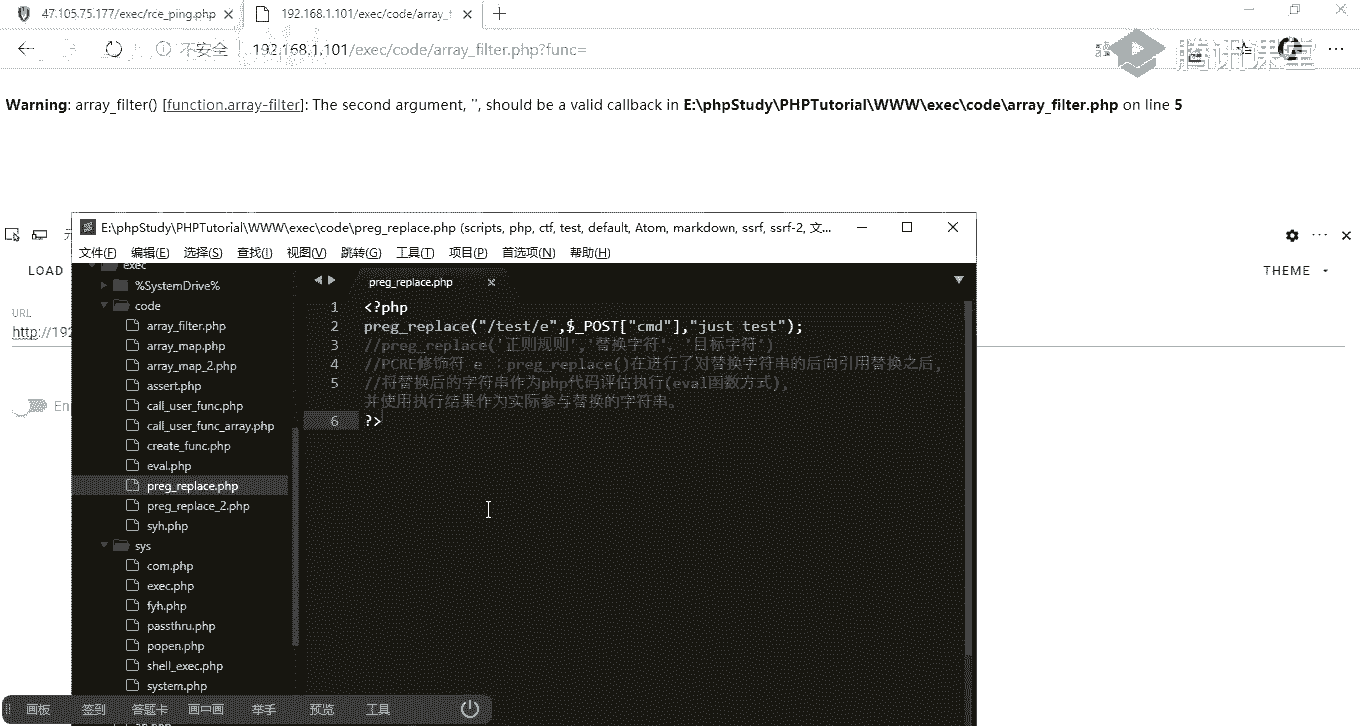 47.105.75.177/exec/rce_ping.php
192.168.1.101/exec/code/array_f
不安全
192.168.1.101/exec/code/array_filter.php?func=
腾讯课堂
Warning: array_filter() [function.array-filter]: The second argument, '', should be a valid callback in E:\phpStudy\PHPTutorial\WWW\exec\code\array_filter.php on line 5
E:\phpStudy\PHPTutorial\WWW\exec\code\preg_replace.php (scripts, php, ctf, test, default, Atom, markdown, ssrf, ssrf-2, 文...
文件(F) 编辑(E) 选择(S) 查找(I) 视图(V) 跳转(G) 工具(T) 项目(P) 首选项(N) 帮助(H)
LOAD
THEME
URL
http://192
En
exec
%SystemDrive%
code
array_filter.php
array_map.php
array_map_2.php
assert.php
call_user_func.php
call_user_func_array.php
create_func.php
eval.php
preg_replace.php
preg_replace_2.php
syh.php
sys
com.php
exec.php
fyh.php
passthru.php
popen.php
shell_exec.php
system.php
preg_replace.php
1 <?php
2 preg_replace("/test/e",$_POST["cmd"],"just test");
3 //preg_replace('正则规则','替换字符', '目标字符')
4 //PCRE修饰符 e : preg_replace()在进行了对替换字符串的后向引用替换之后,
5 //将替换后的字符串作为php代码评估执行(eval函数方式),
并使用执行结果作为实际参与替换的字符串。
6 ?>
画板 签到 答题卡 画中画 举手 预览 工具